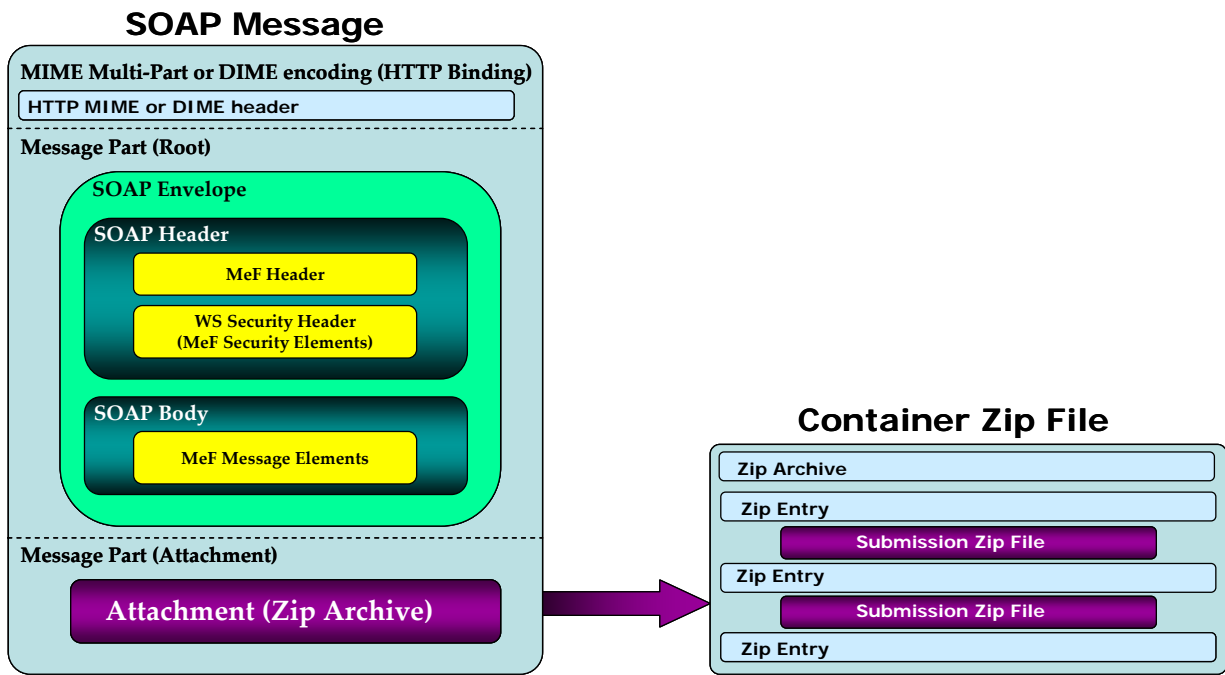 SOAP Message
MIME Multi-Part or DIME encoding (HTTP Binding)
HTTP MIME or DIME header
Message Part (Root)
SOAP Envelope
SOAP Header
MeF Header
WS Security Header
(MeF Security Elements)
SOAP Body
MeF Message Elements
Message Part (Attachment)
Attachment (Zip Archive)
Container Zip File
Zip Archive
Zip Entry
Submission Zip File
Zip Entry
Submission Zip File
Zip Entry